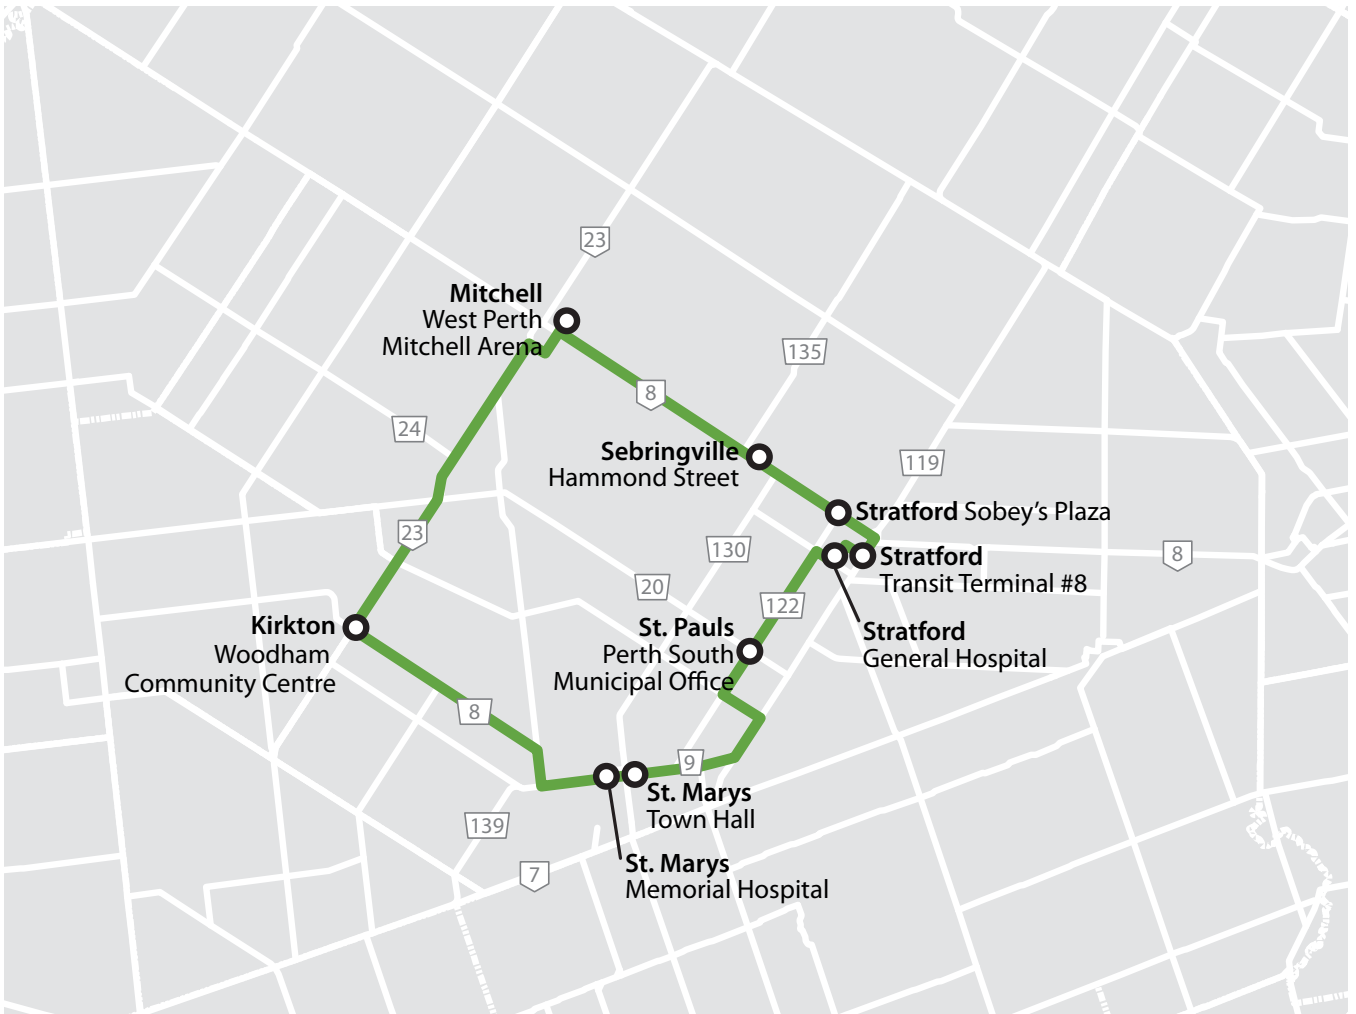 23
Mitchell
West Perth
Mitchell Arena
135
8
24
Sebringville
Hammond Street
119
Stratford Sobey's Plaza
23
130
Stratford
Transit Terminal #8
8
20
122
Kirkton
Woodham
Community Centre
St. Pauls
Perth South
Municipal Office
Stratford
General Hospital
8
9
St. Marys
Town Hall
139
7
St. Marys
Memorial Hospital